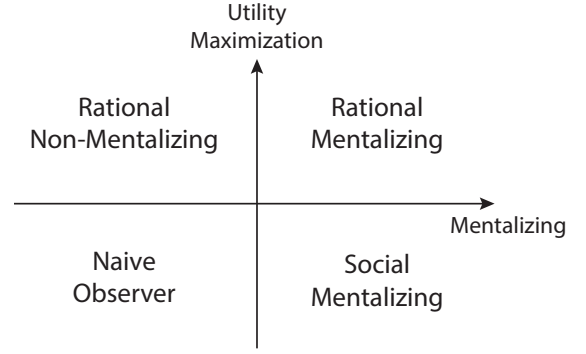 Utility
Maximization
Rational
Non-Mentalizing
Rational
Mentalizing
Mentalizing
Naive
Observer
Social
Mentalizing